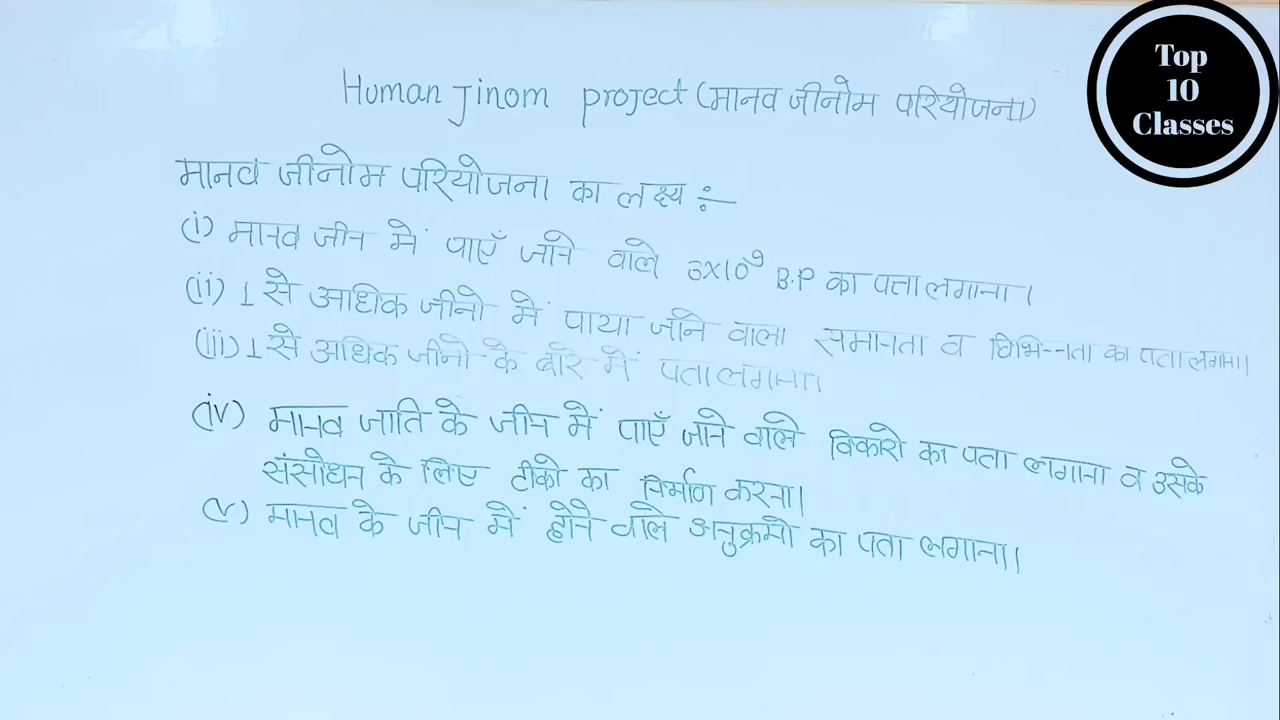 Human Jinom project (मानव जीनोम परियोजना)
मानव जीनोम परियोजना का लक्ष्य :-
(i) मानव जीन में पाएँ जाने वाले 6×10⁹ B.P का पता लगाना।
(ii) 1 से अधिक जीनो में पाया जाने वाला समानता व विभिन्नता का पता लगाना।
(iii) 1 से अधिक जीनो के बारे में पता लगाना।
(iv) मानव जाति के जीन में पाएँ जाने वाले विकारो का पता लगाना व उसके
संसोधन के लिए टीको का निर्माण करना।
(v) मानव के जीन में होने वाले अनुक्रमो का पता लगाना।
Top
10
Classes